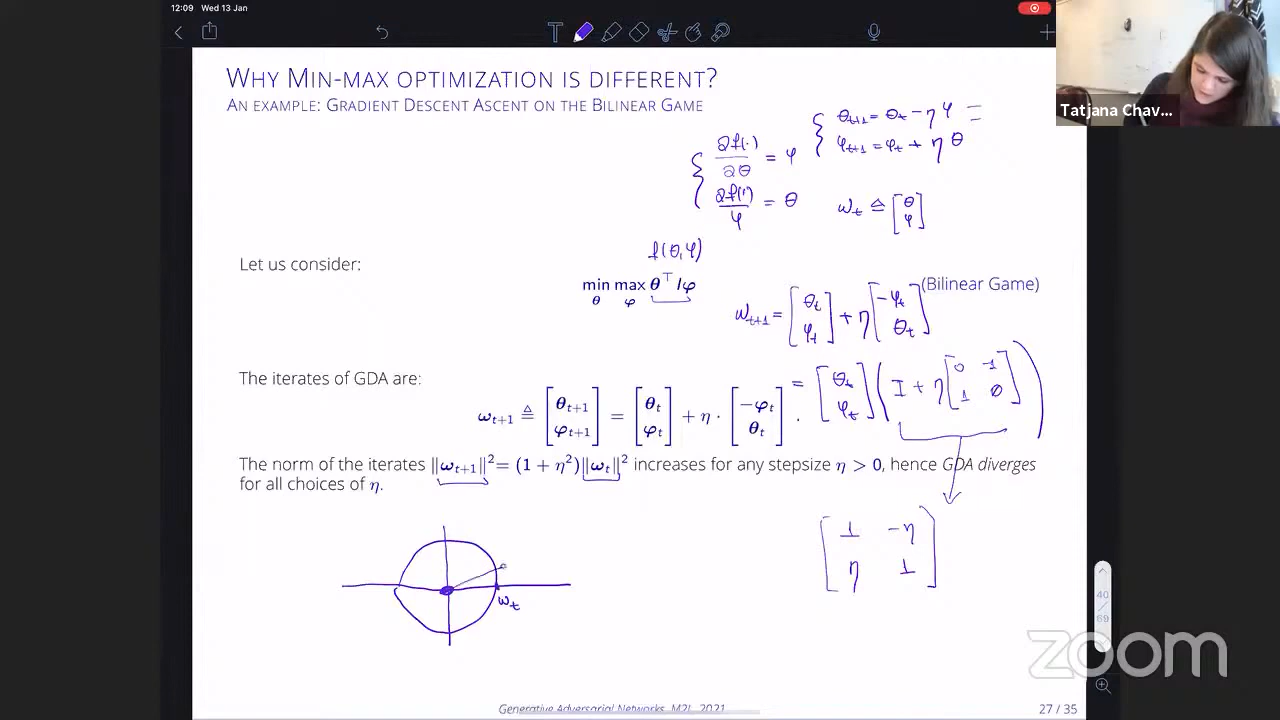 12:09 Wed 13 Jan
WHY MIN-MAX OPTIMIZATION IS DIFFERENT?
AN EXAMPLE: GRADIENT DESCENT ASCENT ON THE BILINEAR GAME
θt+1 = θt − η φ =
φt+1 = φt + η θ
∂f(·)/∂θ = φ
∂f(·)/φ = θ
ωt ≜ [θ φ]
f(θ,φ)
Let us consider:
min θ max φ θ⊤Iφ
(Bilinear Game)
ωt+1 = [θt φt] + η [−φt θt]
= [θt φt] ( I + η [0 -1 1 0] )
The iterates of GDA are:
ωt+1 ≜ [θt+1 φt+1] = [θt φt] + η · [−φt θt] .
The norm of the iterates ||ωt+1||² = (1 + η²)||ωt||² increases for any stepsize η > 0, hence GDA diverges
for all choices of η.
[1 −η η 1]
ωt
Generative Adversarial Networks, M2L, 2021
27 / 35
40 / 69
Tatjana Chav...
zoom